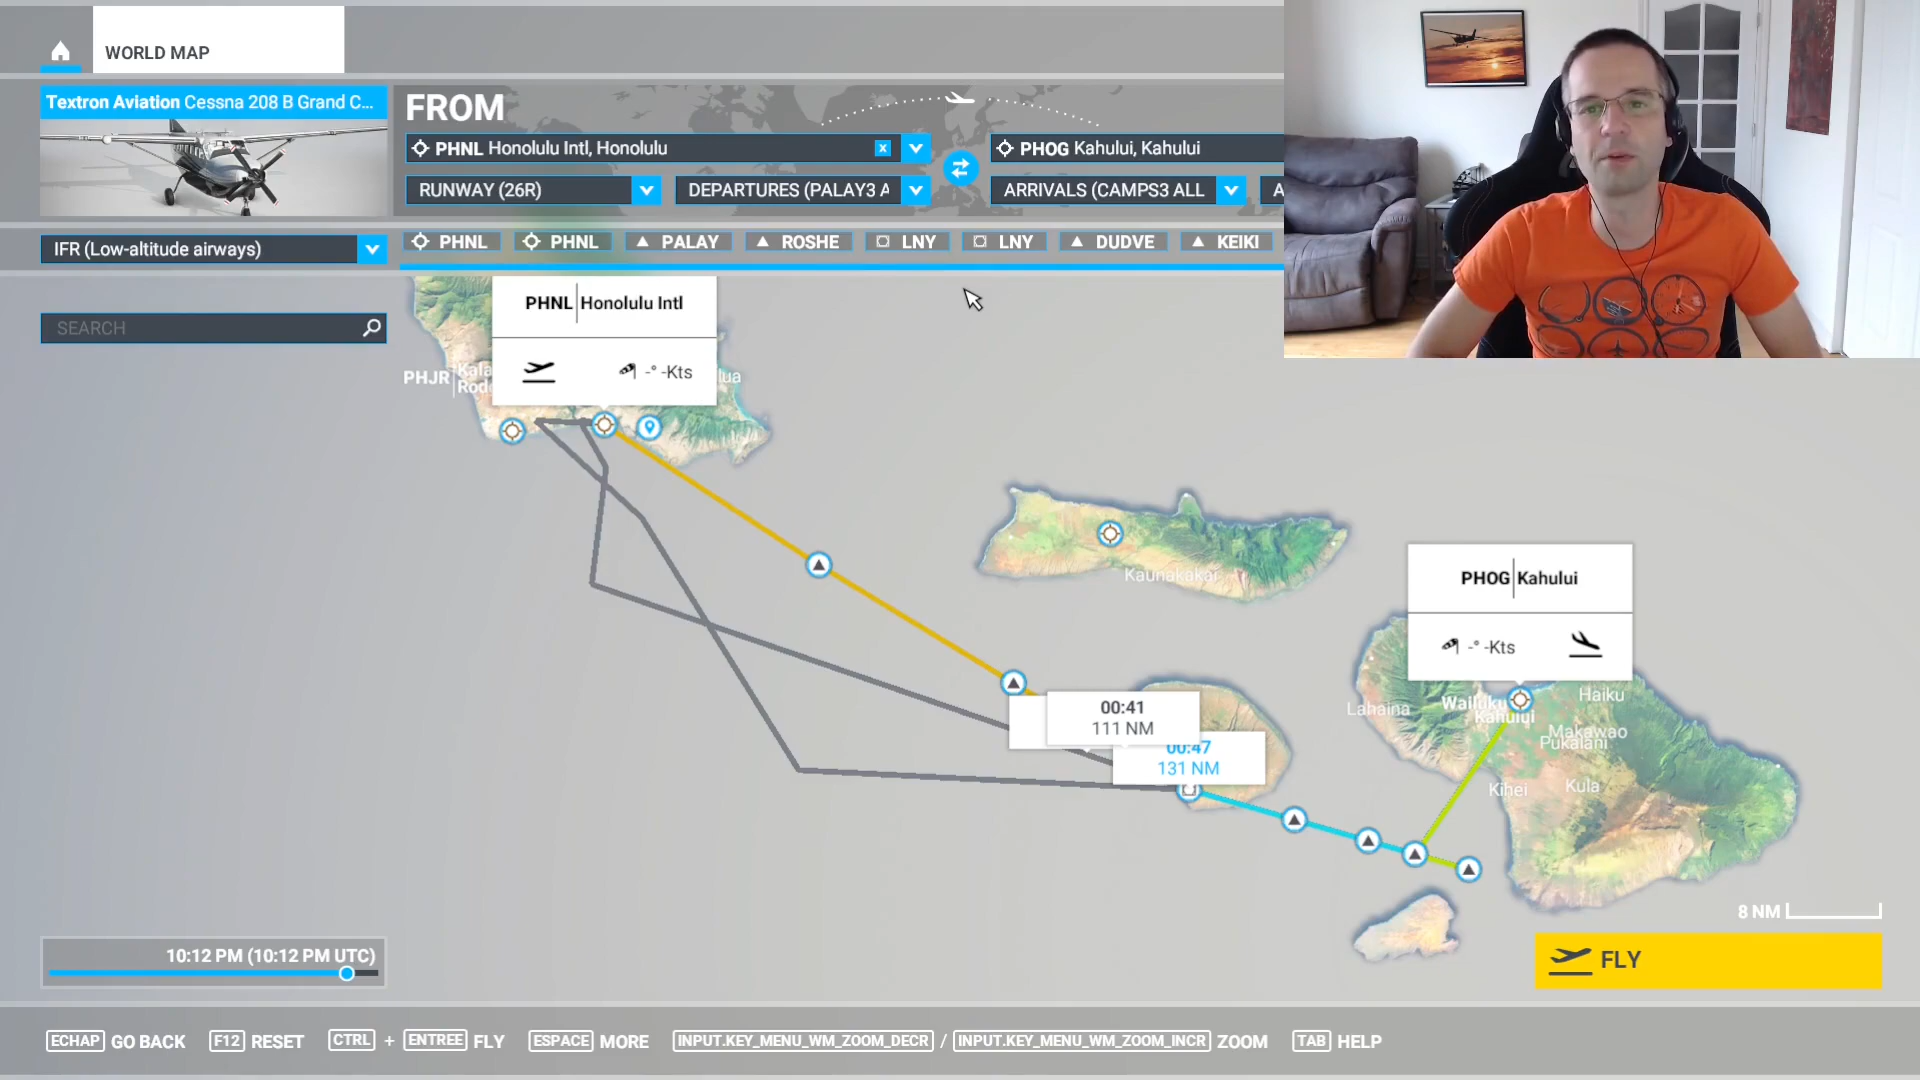 WORLD MAP
Textron Aviation Cessna 208 B Grand C...
FROM
PHNL Honolulu Intl, Honolulu
x
PHOG Kahului, Kahului
RUNWAY (26R)
DEPARTURES (PALAY3 A
ARRIVALS (CAMPS3 ALL
A
IFR (Low-altitude airways)
PHNL
PHNL
PALAY
ROSHE
LNY
LNY
DUDVE
KEIKI
SEARCH
PHNL Honolulu Intl
-° -Kts
PHJR
Kaunakakai
PHOG Kahului
-° -Kts
Lahaina
Wailuku
Kahului
Haiku
Makawao
Pukalani
Kihei
Kula
00:41
111 NM
00:47
131 NM
8 NM
10:12 PM (10:12 PM UTC)
FLY
ECHAP GO BACK
F12 RESET
CTRL + ENTREE FLY
ESPACE MORE
INPUT.KEY_MENU_WM_ZOOM_DECR / INPUT.KEY_MENU_WM_ZOOM_INCR ZOOM
TAB HELP